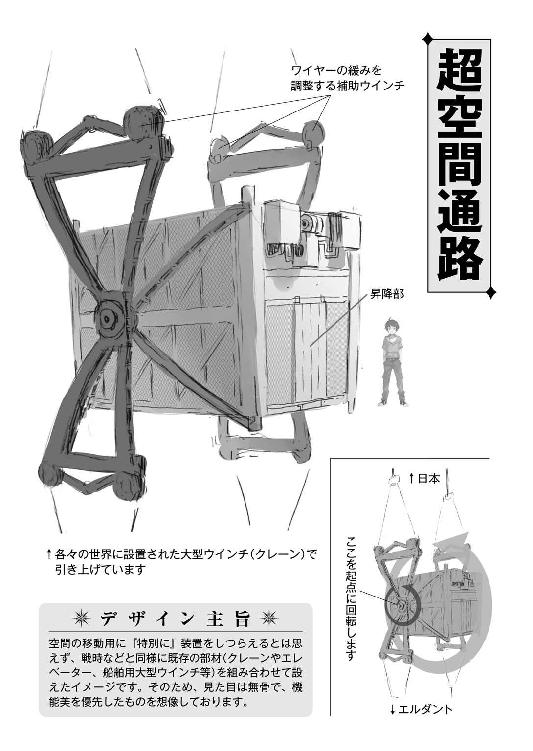 超空間通路
ワイヤーの緩みを
調整する補助ウインチ
昇降部
↑各々の世界に設置された大型ウインチ(クレーン)で
引き上げています
↑日本
ここを起点に回転します
↓エルダント
デザイン主旨
空間の移動用に『特別に』装置をしつらえるとは思
えず、戦時などと同様に既存の部材(クレーンやエレ
ベーター、船舶用大型ウインチ等)を組み合わせて設
えたイメージです。そのため、見た目は無骨で、機
能美を優先したものを想像しております。